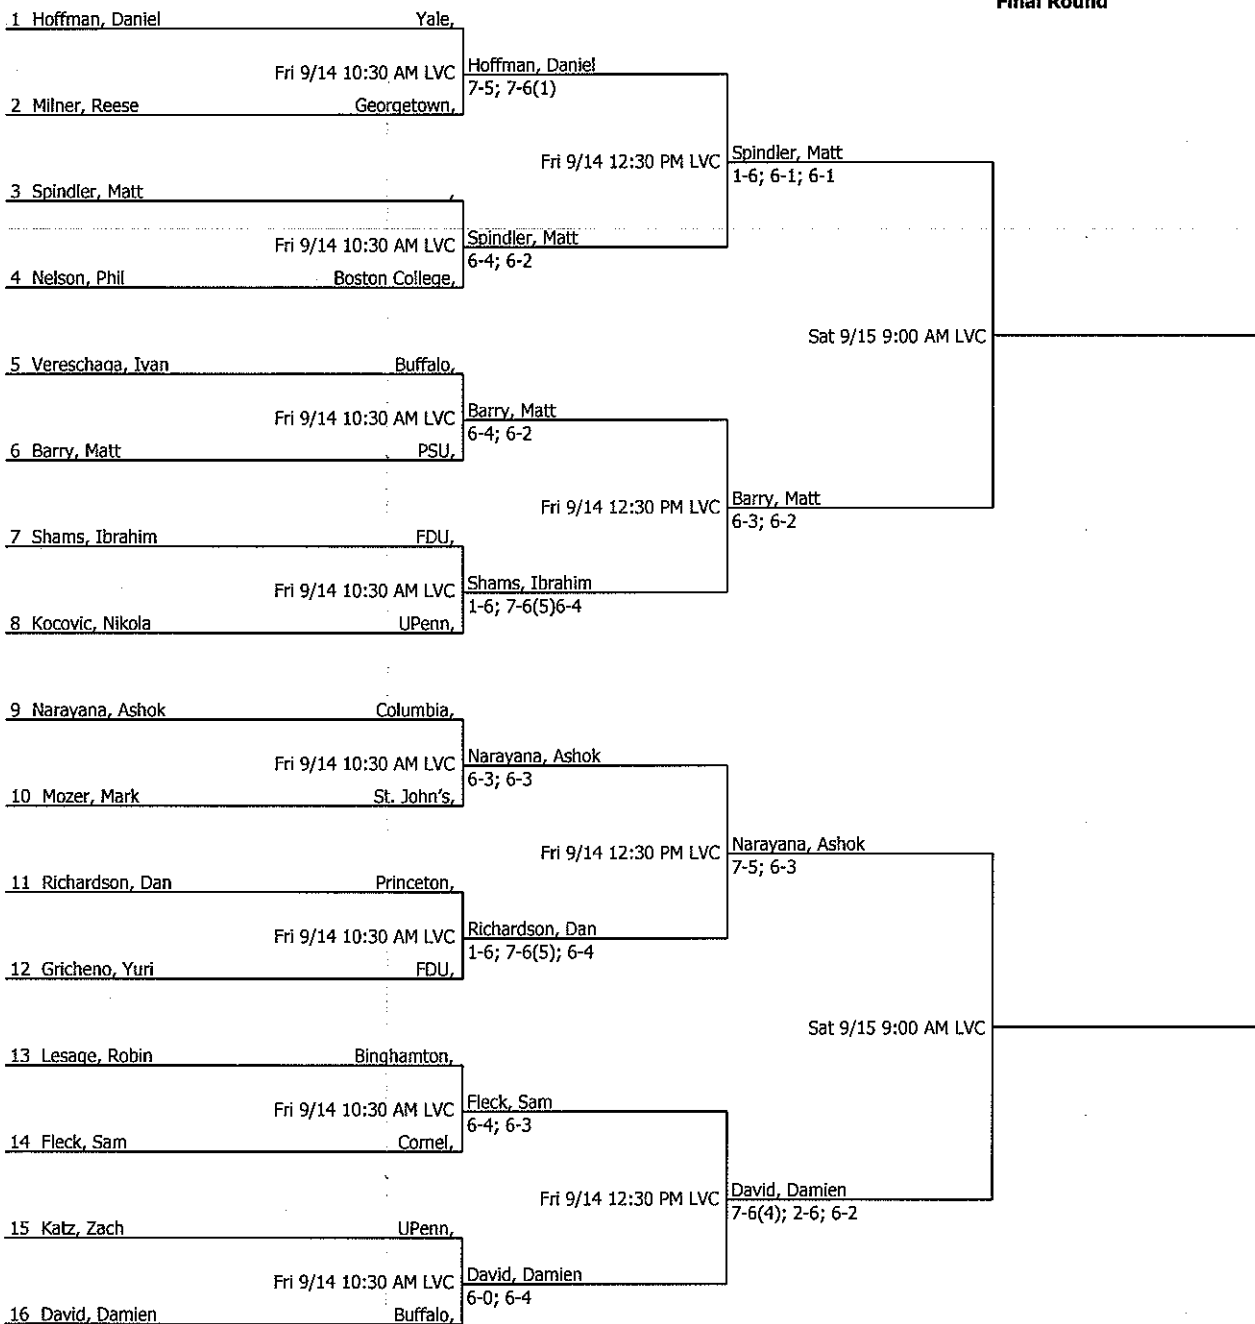 Final Round
1 Hoffman, Daniel Yale,
Fri 9/14 10:30 AM LVC Hoffman, Daniel
7-5; 7-6(1)
2 Milner, Reese Georgetown,
Fri 9/14 12:30 PM LVC Spindler, Matt
1-6; 6-1; 6-1
3 Spindler, Matt ,
Fri 9/14 10:30 AM LVC Spindler, Matt
6-4; 6-2
4 Nelson, Phil Boston College,
Sat 9/15 9:00 AM LVC
5 Vereschaga, Ivan Buffalo,
Fri 9/14 10:30 AM LVC Barry, Matt
6-4; 6-2
6 Barry, Matt PSU,
Fri 9/14 12:30 PM LVC Barry, Matt
6-3; 6-2
7 Shams, Ibrahim FDU,
Fri 9/14 10:30 AM LVC Shams, Ibrahim
1-6; 7-6(5)6-4
8 Kocovic, Nikola UPenn,
9 Narayana, Ashok Columbia,
Fri 9/14 10:30 AM LVC Narayana, Ashok
6-3; 6-3
10 Mozer, Mark St. John's,
Fri 9/14 12:30 PM LVC Narayana, Ashok
7-5; 6-3
11 Richardson, Dan Princeton,
Fri 9/14 10:30 AM LVC Richardson, Dan
1-6; 7-6(5); 6-4
12 Gricheno, Yuri FDU,
Sat 9/15 9:00 AM LVC
13 Lesage, Robin Binghamton,
Fri 9/14 10:30 AM LVC Fleck, Sam
6-4; 6-3
14 Fleck, Sam Cornel,
Fri 9/14 12:30 PM LVC David, Damien
7-6(4); 2-6; 6-2
15 Katz, Zach UPenn,
Fri 9/14 10:30 AM LVC David, Damien
6-0; 6-4
16 David, Damien Buffalo,